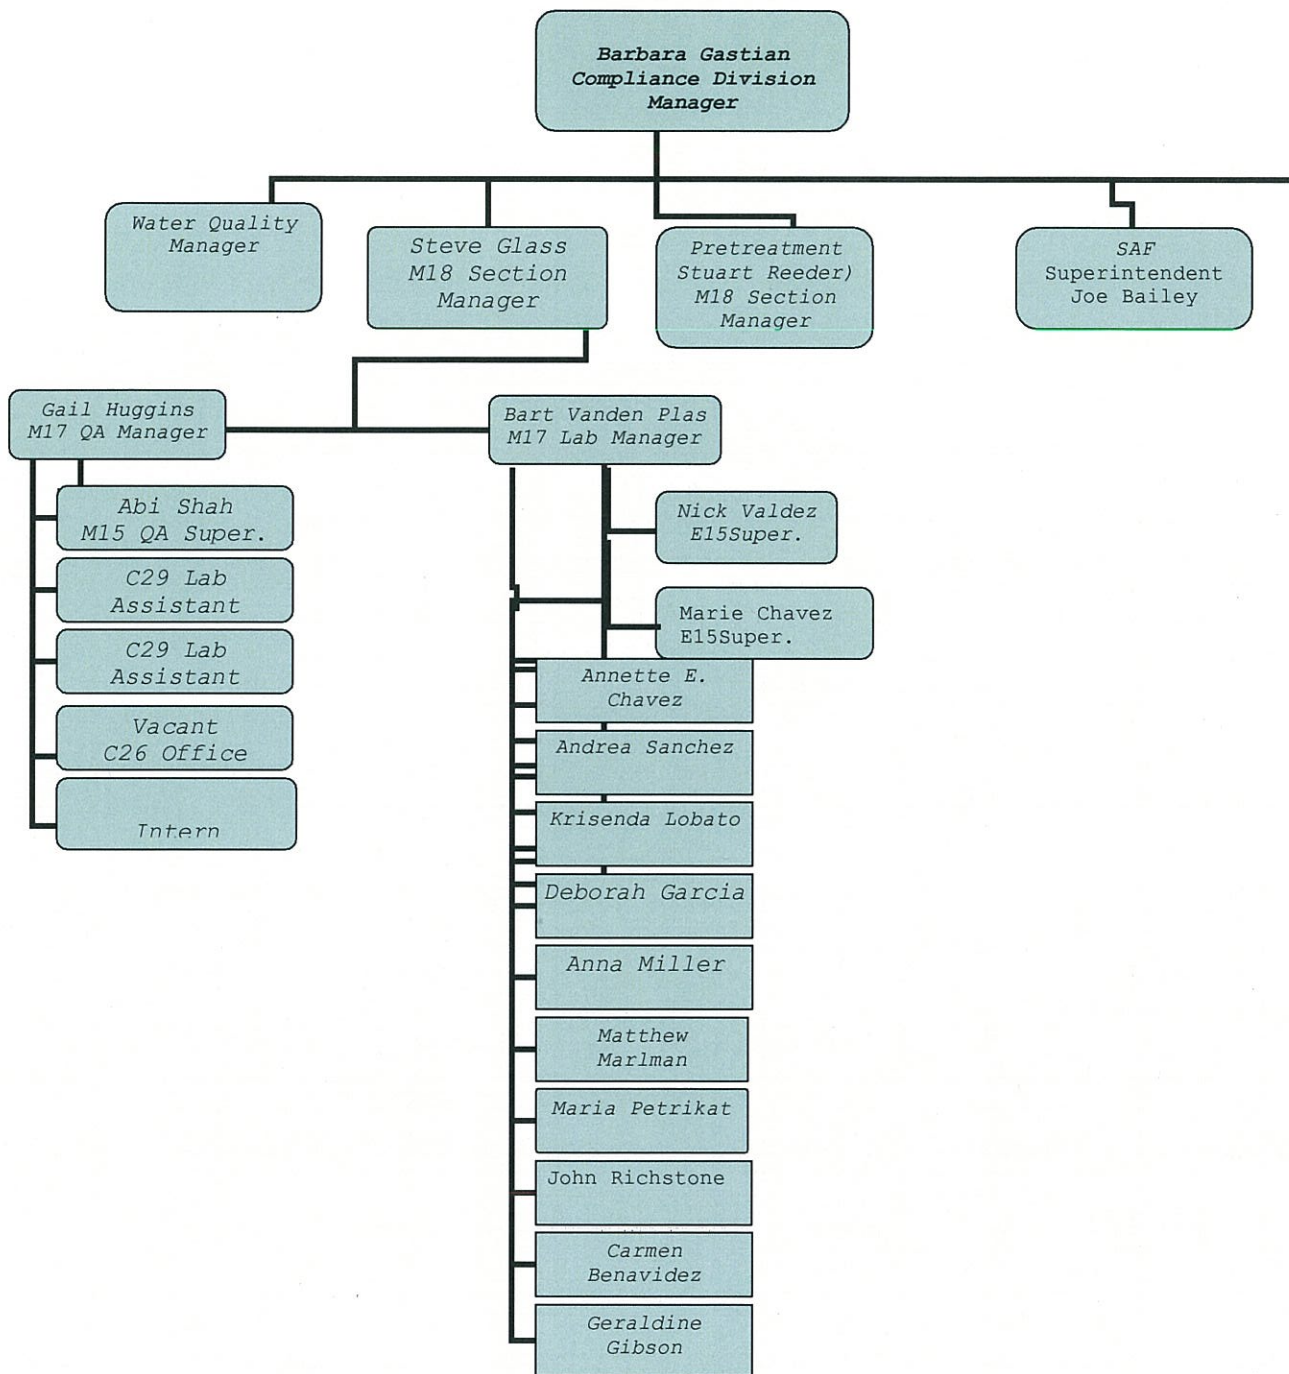 Barbara Gastian
Compliance Division
Manager
Water Quality
Manager
Steve Glass
M18 Section
Manager
Pretreatment
Stuart Reeder)
M18 Section
Manager
SAF
Superintendent
Joe Bailey
Gail Huggins
M17 QA Manager
Bart Vanden Plas
M17 Lab Manager
Abi Shah
M15 QA Super.
C29 Lab
Assistant
C29 Lab
Assistant
Vacant
C26 Office
Intern
Nick Valdez
E15Super.
Marie Chavez
E15Super.
Annette E.
Chavez
Andrea Sanchez
Krisenda Lobato
Deborah Garcia
Anna Miller
Matthew
Marlman
Maria Petrikat
John Richstone
Carmen
Benavidez
Geraldine
Gibson